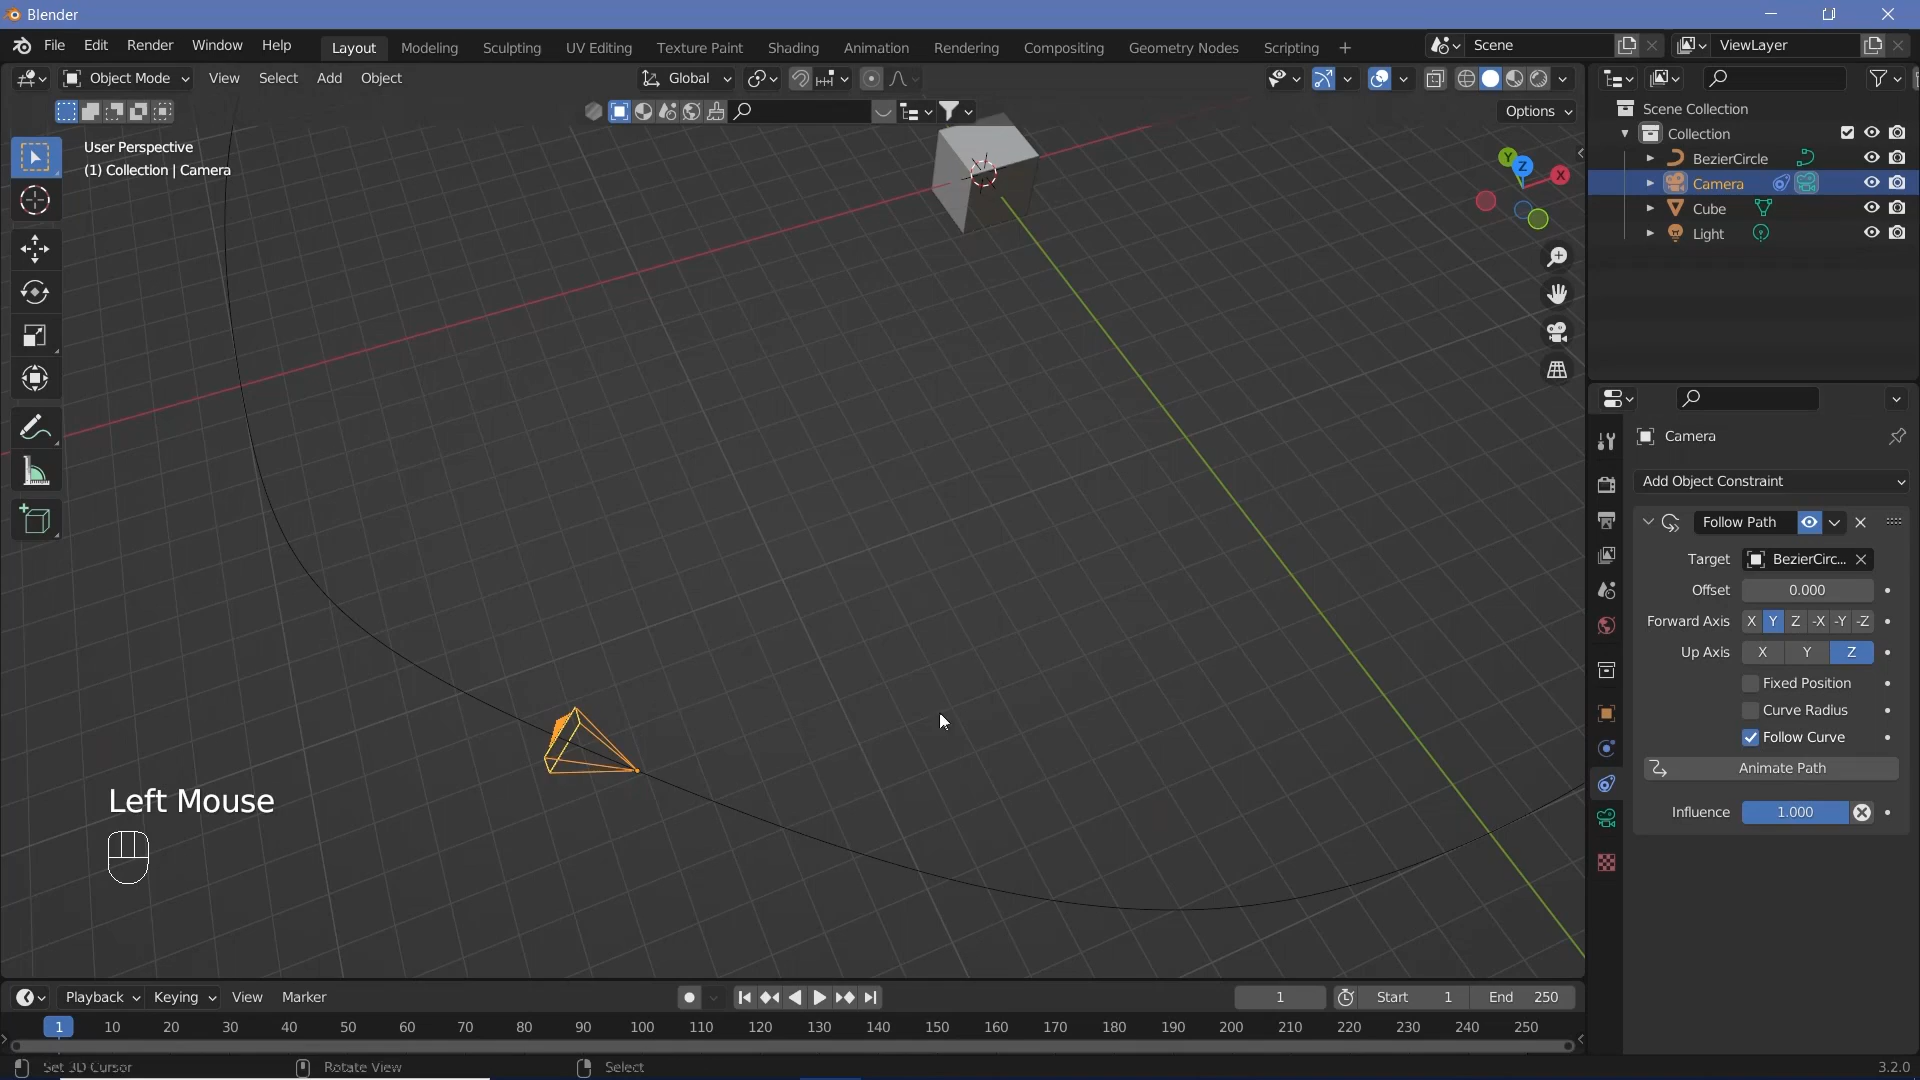 Blender
File Edit Render Window Help Layout Modeling Sculpting UV Editing Texture Paint Shading Animation Rendering Compositing Geometry Nodes Scripting + Scene ViewLayer
Object Mode View Select Add Object Global
Options
User Perspective
(1) Collection | Camera
Y
Z
X
Scene Collection
Collection
BezierCircle
Camera
Cube
Light
Camera
Add Object Constraint
Follow Path
Target BezierCirc...
Offset 0.000
Forward Axis X Y Z -X -Y -Z
Up Axis X Y Z
Fixed Position
Curve Radius
Follow Curve
Animate Path
Influence 1.000
Left Mouse
Playback Keying View Marker 1 Start 1 End 250
1 10 20 30 40 50 60 70 80 90 100 110 120 130 140 150 160 170 180 190 200 210 220 230 240 250
Set 3D Cursor Rotate View Select 3.2.0